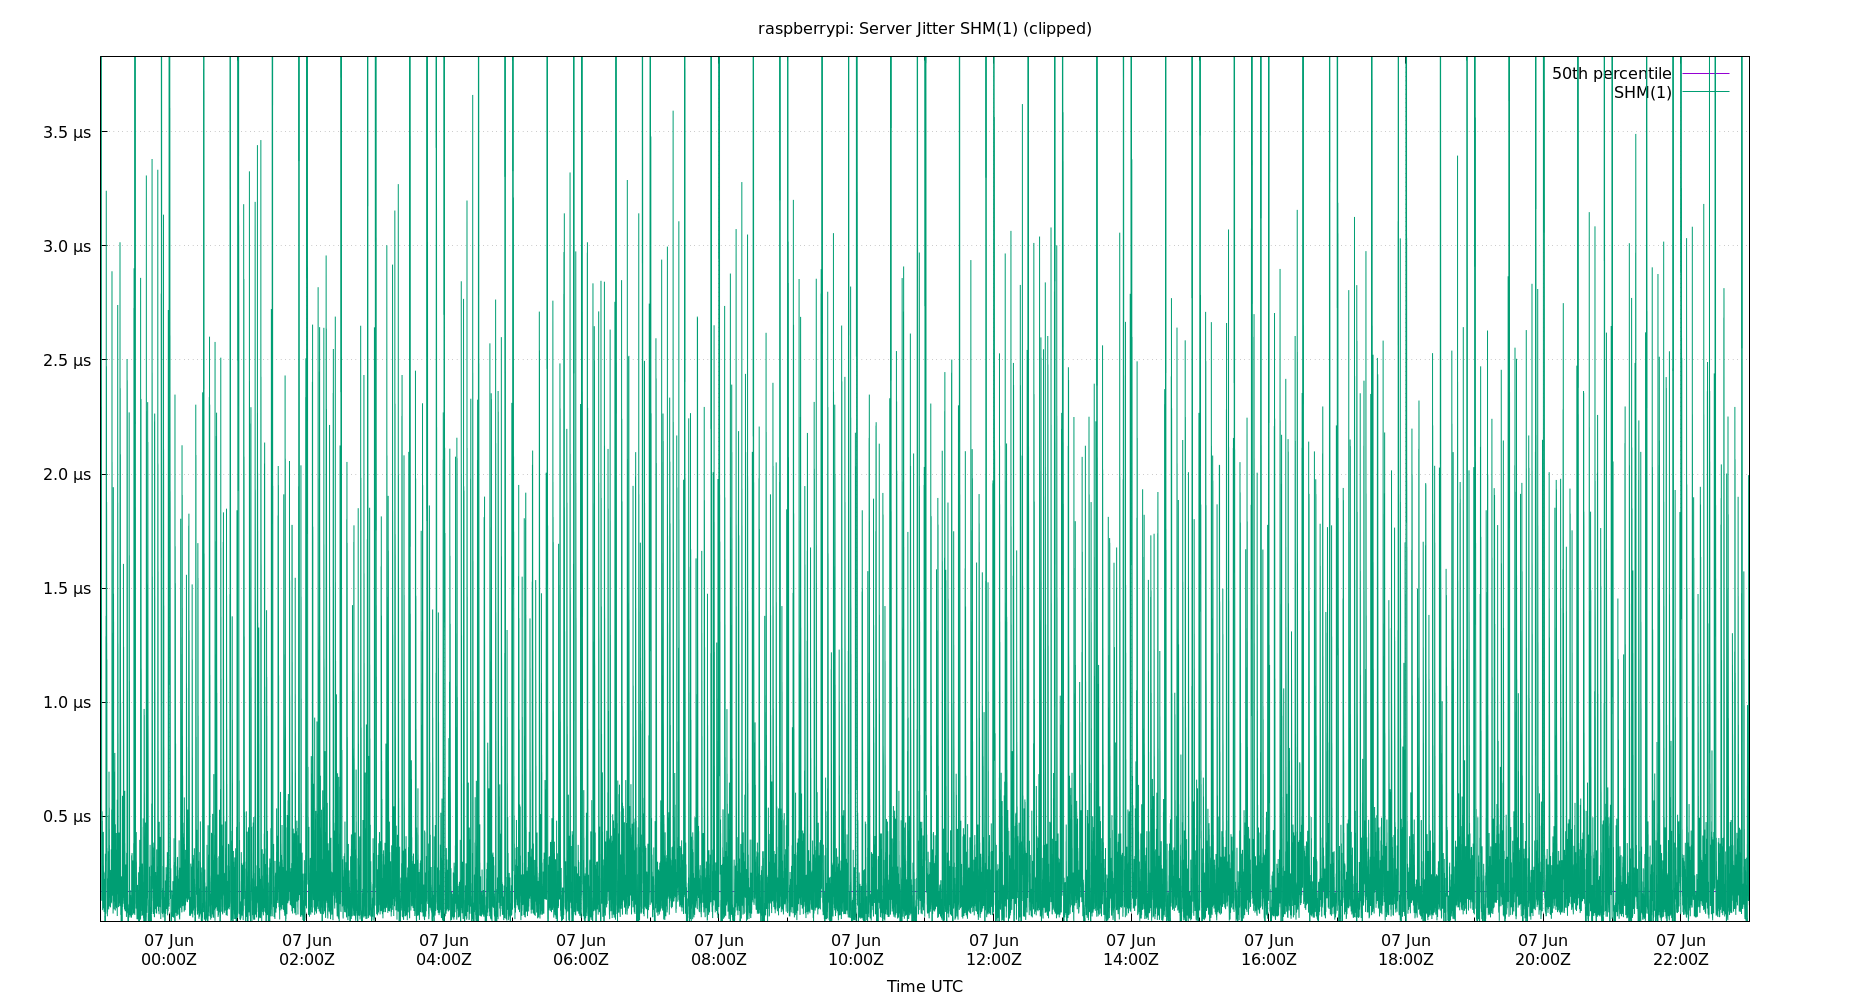 raspberrypi: Server Jitter SHM(1) (clipped)
50th percentile
SHM(1)
3.5 µs
3.0 µs
2.5 µs
2.0 µs
1.5 µs
1.0 µs
0.5 µs
07 Jun 07 Jun 07 Jun 07 Jun 07 Jun 07 Jun 07 Jun 07 Jun 07 Jun 07 Jun 07 Jun 07 Jun
00:00Z 02:00Z 04:00Z 06:00Z 08:00Z 10:00Z 12:00Z 14:00Z 16:00Z 18:00Z 20:00Z 22:00Z
Time UTC